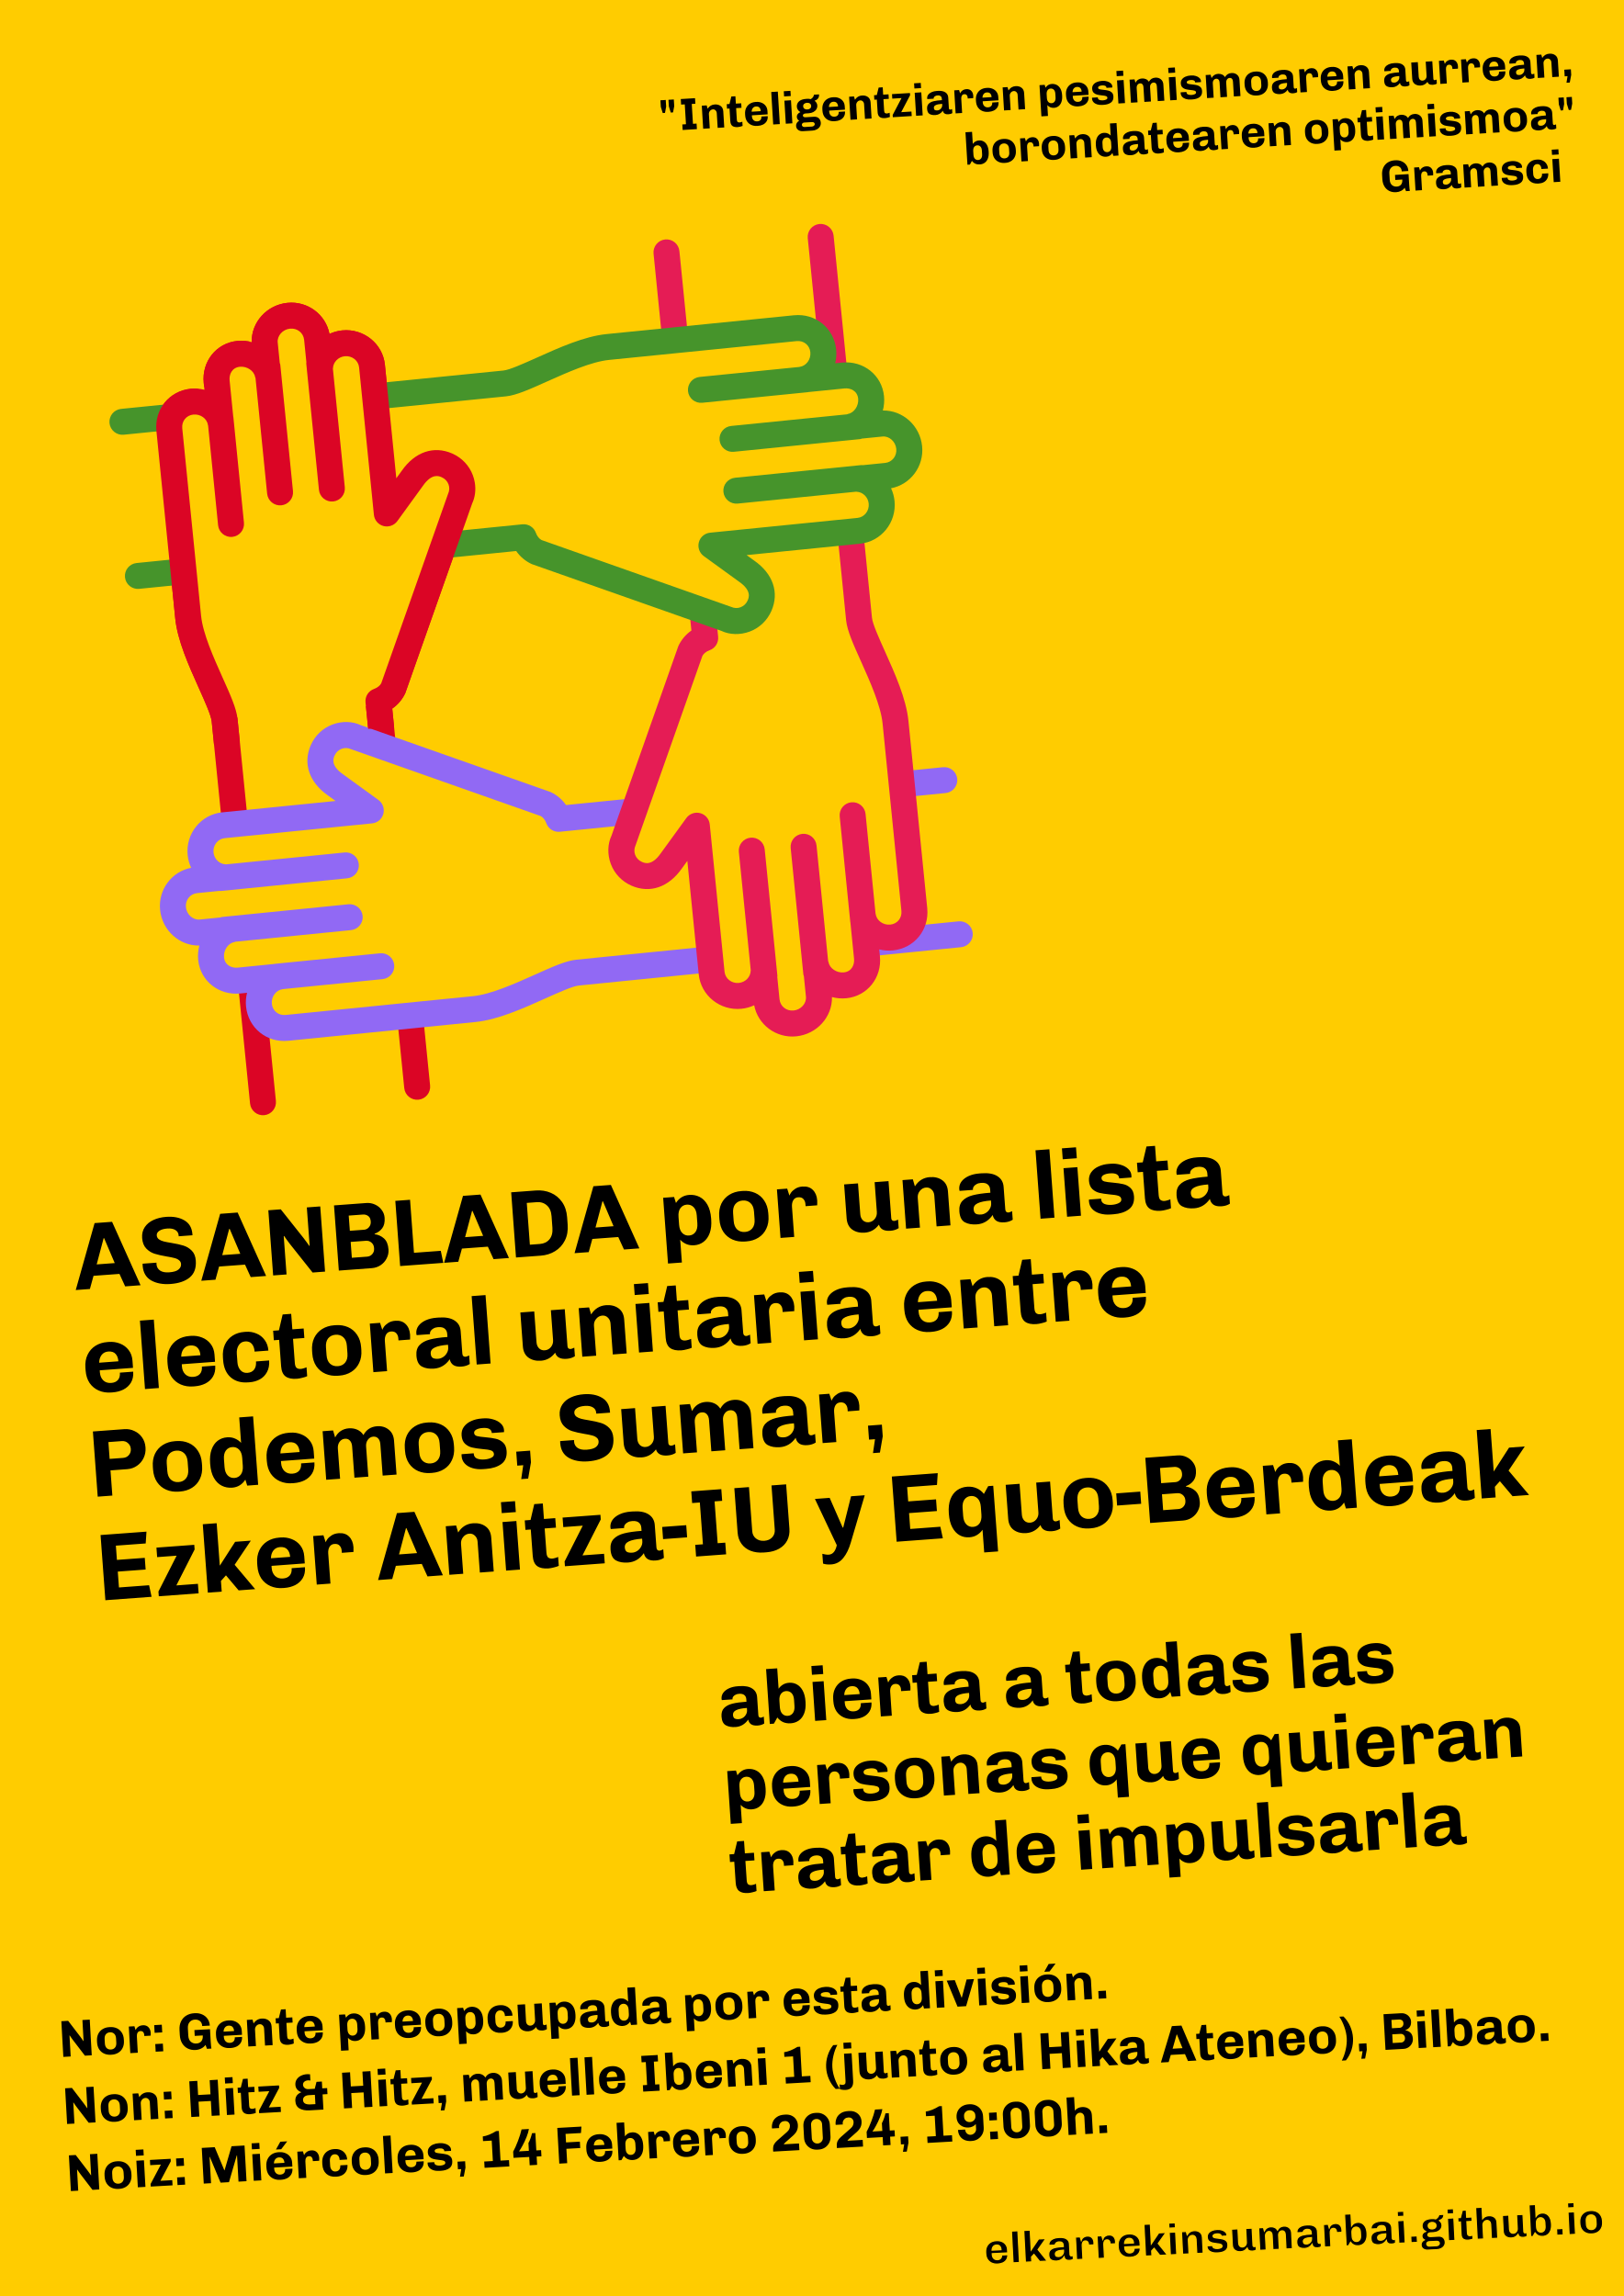 "Inteligentziaren pesimismoaren aurrean,
borondatearen optimismoa"
Gramsci
ASANBLADA por una lista
electoral unitaria entre
Podemos, Sumar,
Ezker Anitza-IU y Equo-Berdeak
abierta a todas las
personas que quieran
tratar de impulsarla
Nor: Gente preopcupada por esta división.
Non: Hitz & Hitz, muelle Ibeni 1 (junto al Hika Ateneo), Bilbao.
Noiz: Miércoles, 14 Febrero 2024, 19:00h.
elkarrekinsumarbai.github.io